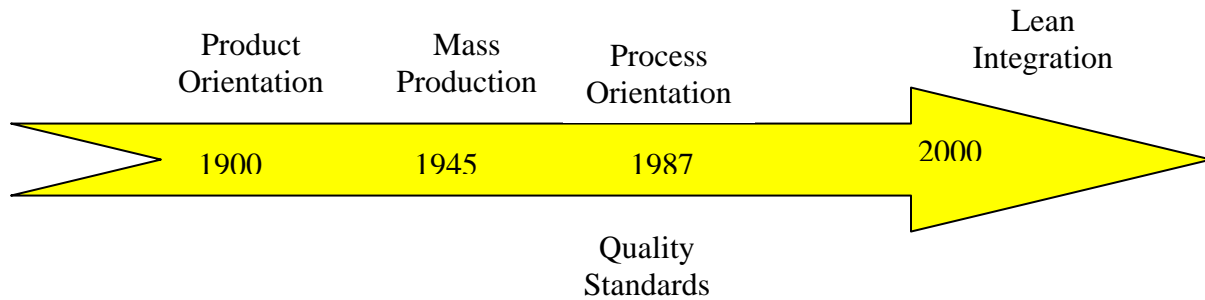 Product
Orientation
Mass
Production
Process
Orientation
Lean
Integration
1900
1945
1987
2000
Quality
Standards